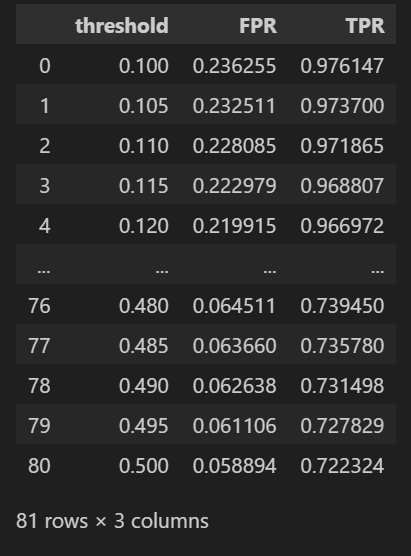 threshold FPR TPR
0 0.100 0.236255 0.976147
1 0.105 0.232511 0.973700
2 0.110 0.228085 0.971865
3 0.115 0.222979 0.968807
4 0.120 0.219915 0.966972
... ... ... ...
76 0.480 0.064511 0.739450
77 0.485 0.063660 0.735780
78 0.490 0.062638 0.731498
79 0.495 0.061106 0.727829
80 0.500 0.058894 0.722324
81 rows × 3 columns